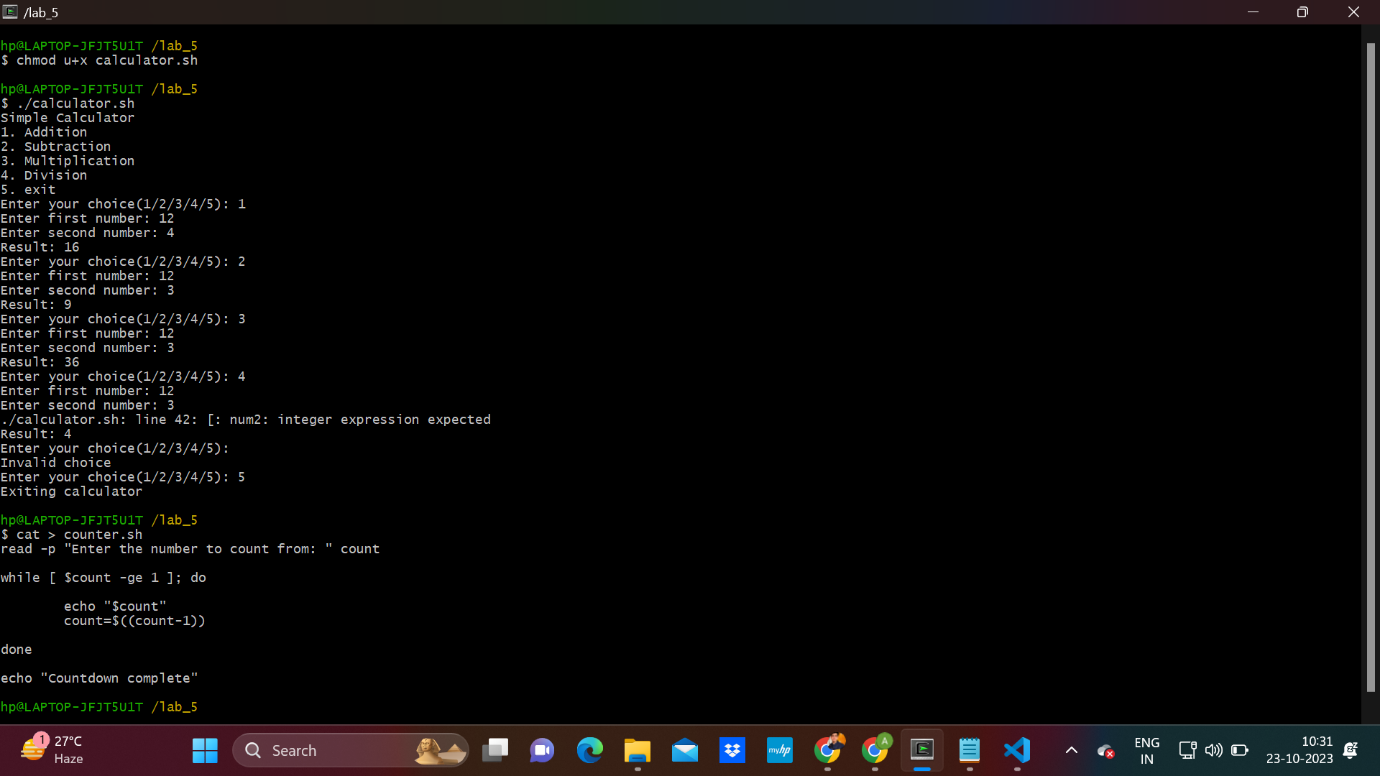 /lab_5
hp@LAPTOP-JFJT5U1T /lab_5
$ chmod u+x calculator.sh
hp@LAPTOP-JFJT5U1T /lab_5
$ ./calculator.sh
Simple Calculator
1. Addition
2. Subtraction
3. Multiplication
4. Division
5. exit
Enter your choice(1/2/3/4/5): 1
Enter first number: 12
Enter second number: 4
Result: 16
Enter your choice(1/2/3/4/5): 2
Enter first number: 12
Enter second number: 3
Result: 9
Enter your choice(1/2/3/4/5): 3
Enter first number: 12
Enter second number: 3
Result: 36
Enter your choice(1/2/3/4/5): 4
Enter first number: 12
Enter second number: 3
./calculator.sh: line 42: [: num2: integer expression expected
Result: 4
Enter your choice(1/2/3/4/5):
Invalid choice
Enter your choice(1/2/3/4/5): 5
Exiting calculator
hp@LAPTOP-JFJT5U1T /lab_5
$ cat > counter.sh
read -p "Enter the number to count from: " count
while [ $count -ge 1 ]; do
echo "$count"
count=$((count-1))
done
echo "Countdown complete"
hp@LAPTOP-JFJT5U1T /lab_5
1
27°C
Haze
Search
myhp
A
ENG
IN
10:31
23-10-2023